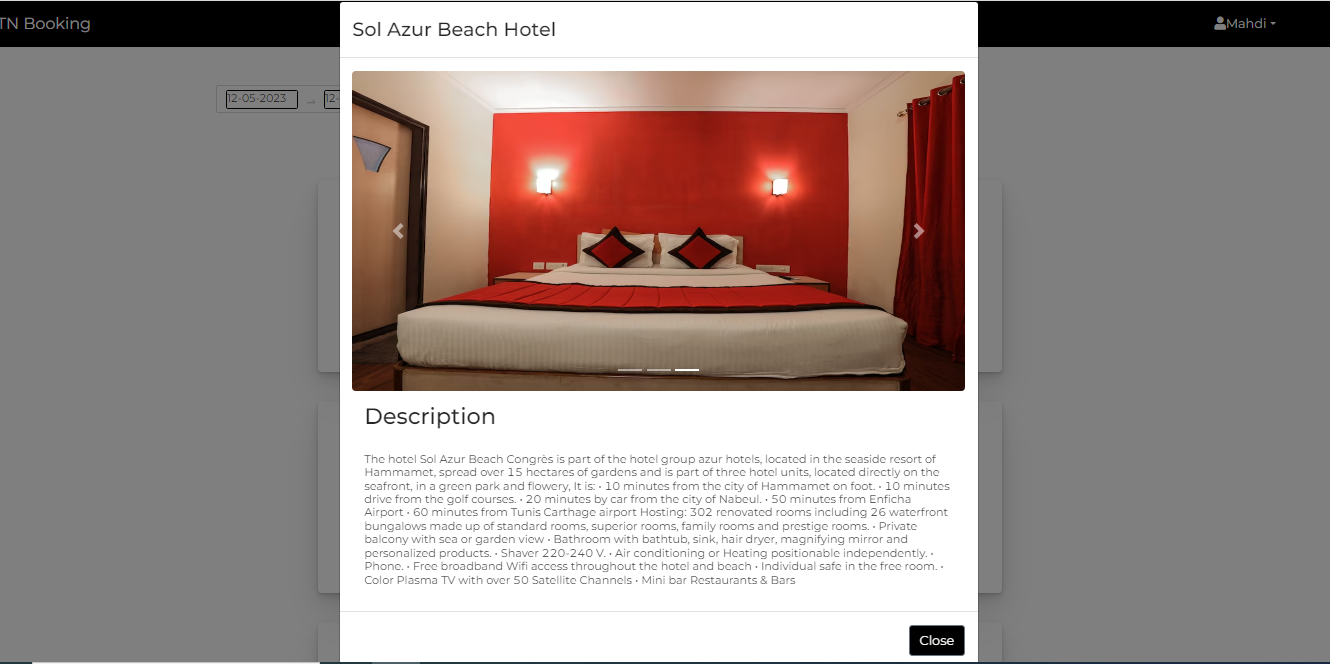 TN Booking
Mahdi
Sol Azur Beach Hotel
12-05-2023 → 12-
Description
The hotel Sol Azur Beach Congrès is part of the hotel group azur hotels, located in the seaside resort of
Hammamet, spread over 15 hectares of gardens and is part of three hotel units, located directly on the
seafront, in a green park and flowery, It is: • 10 minutes from the city of Hammamet on foot. • 10 minutes
drive from the golf courses. • 20 minutes by car from the city of Nabeul. • 50 minutes from Enficha
Airport • 60 minutes from Tunis Carthage airport Hosting: 302 renovated rooms including 26 waterfront
bungalows made up of standard rooms, superior rooms, family rooms and prestige rooms. • Private
balcony with sea or garden view • Bathroom with bathtub, sink, hair dryer, magnifying mirror and
personalized products. • Shaver 220-240 V. • Air conditioning or Heating positionable independently. •
Phone. • Free broadband Wifi access throughout the hotel and beach • Individual safe in the free room. •
Color Plasma TV with over 50 Satellite Channels • Mini bar Restaurants & Bars
Close